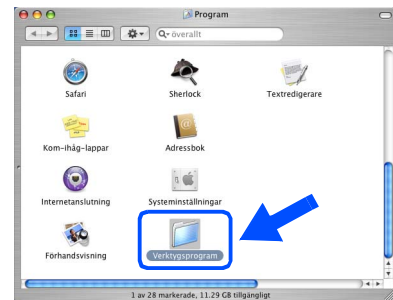 Program
överallt
Safari
Sherlock
Textredigerare
Kom-ihåg-lappar
Adressbok
Internetanslutning
Systeminställningar
Förhandsvisning
Verktygsprogram
1 av 28 markerade, 11.29 GB tillgängligt